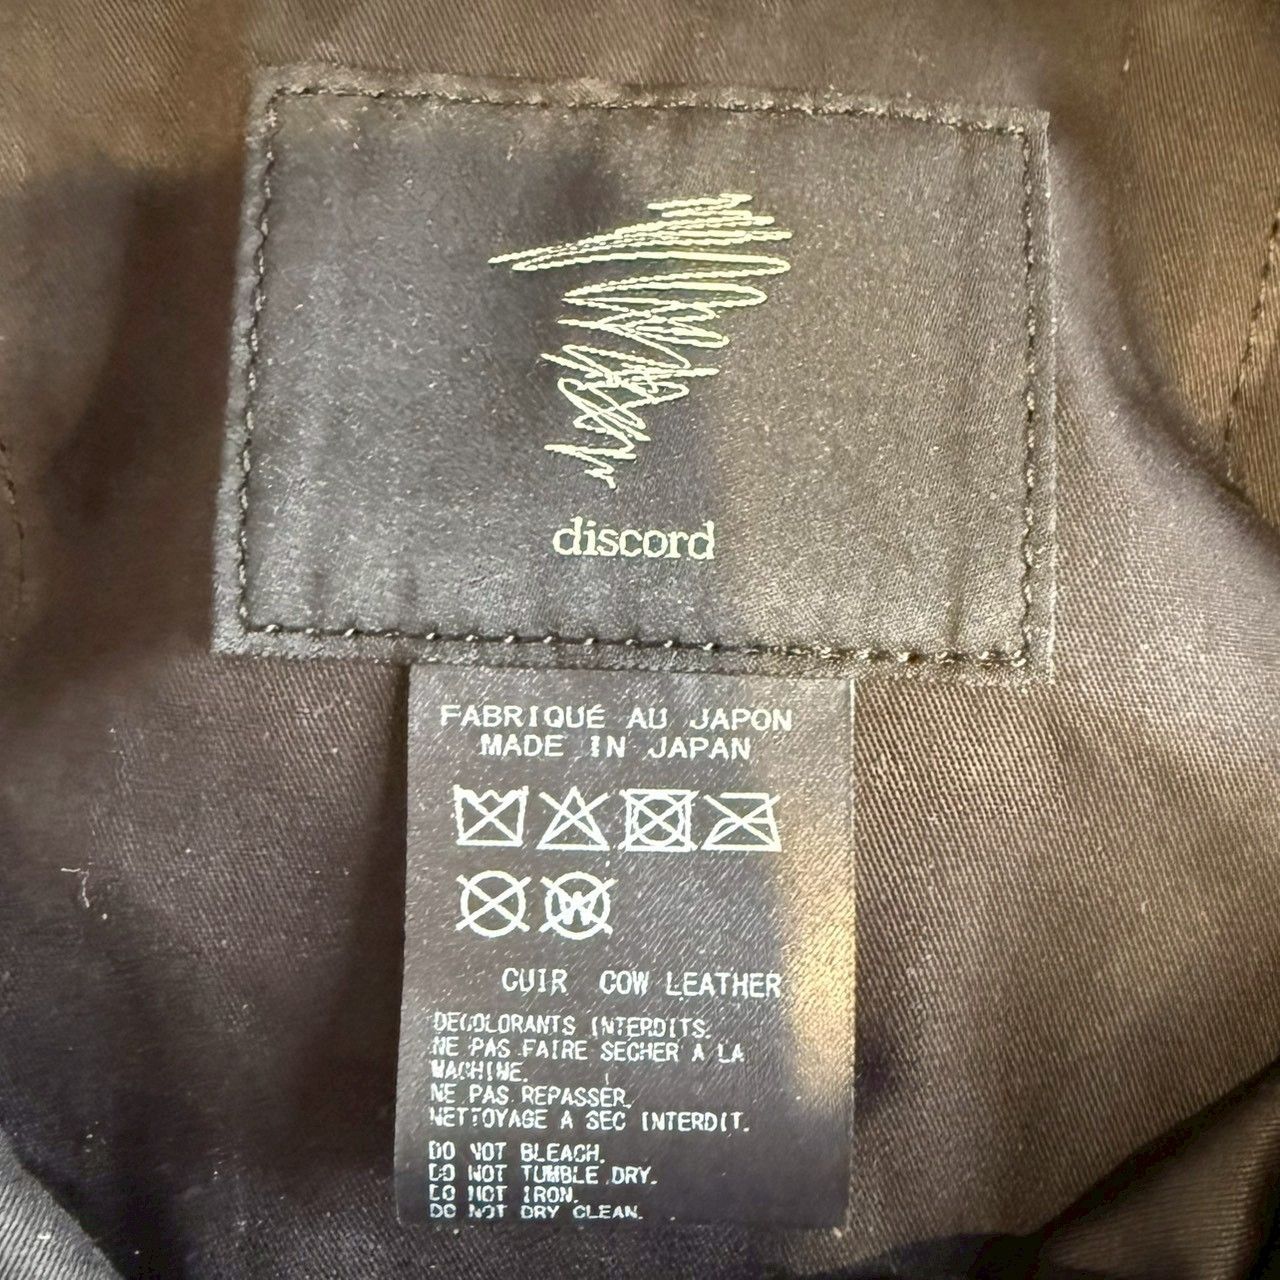 discord
FABRIQUÉ AU JAPON
MADE IN JAPAN
W
CUIR COW LEATHER
DECOLORANTS INTERDITS.
NE PAS FAIRE SECHER A LA
MACHINE.
NE PAS REPASSER.
NETTOYAGE A SEC INTERDIT.
DO NOT BLEACH.
DO NOT TUMBLE DRY.
DO NOT IRON.
DO NOT DRY CLEAN.